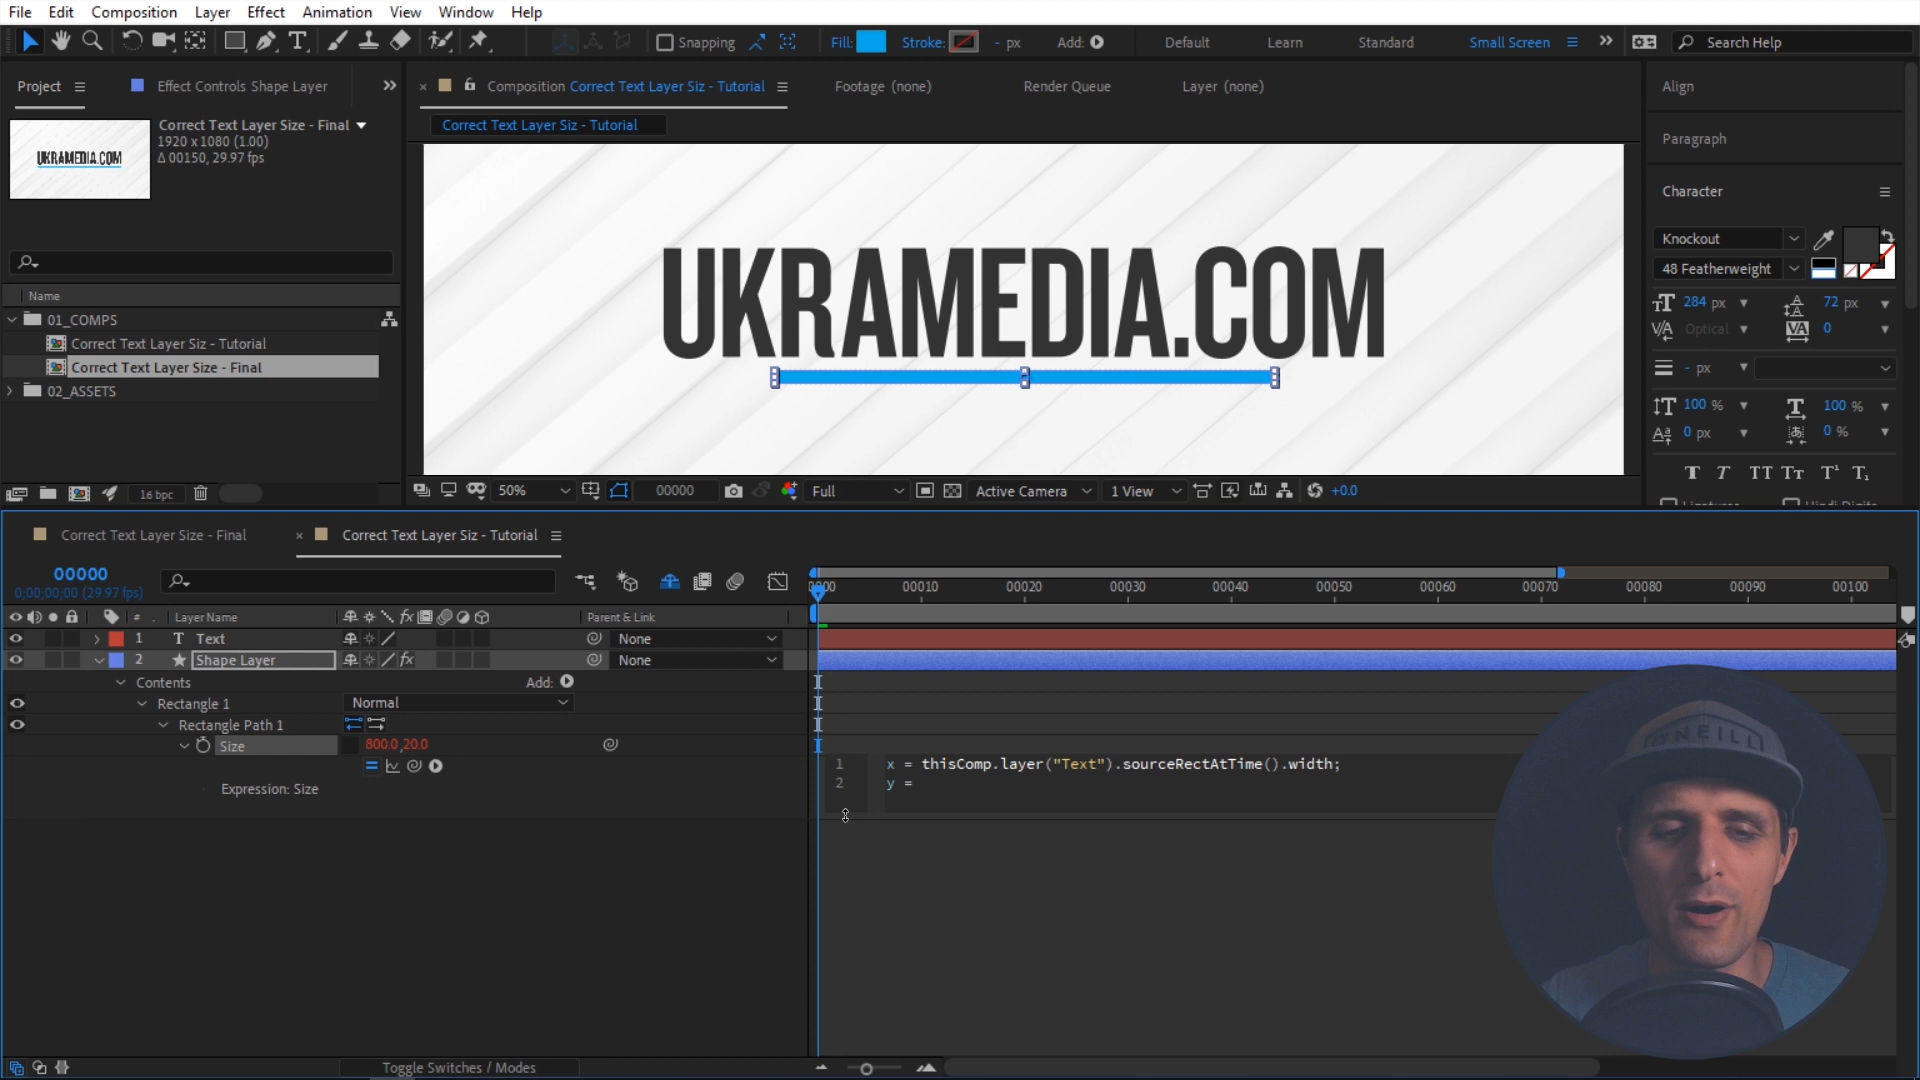 File Edit Composition Layer Effect Animation View Window Help
Snapping Fill: Stroke: - px Add: Default Learn Standard Small Screen Search Help
Project Effect Controls Shape Layer
Composition Correct Text Layer Siz - Tutorial Footage (none) Render Queue Layer (none)
Align
Correct Text Layer Size - Final
1920 x 1080 (1.00)
Δ 00150, 29.97 fps
UKRAMEDIA.COM
Correct Text Layer Siz - Tutorial
Paragraph
Character
Name
01_COMPS
Correct Text Layer Siz - Tutorial
Correct Text Layer Size - Final
02_ASSETS
16 bpc
UKRAMEDIA.COM
50% 00000 Full Active Camera 1 View +0.0
Knockout
48 Featherweight
284 px 72 px
Optical 0
- px
100 % 100 %
0 px 0 %
Correct Text Layer Size - Final Correct Text Layer Siz - Tutorial
00000
0;00;00;00 (29.97 fps)
00010 00020 00030 00040 00050 00060 00070 00080 00090 00100
# Layer Name Parent & Link
1 T Text None
2 Shape Layer fx None
Contents Add:
Rectangle 1 Normal
Rectangle Path 1
Size 800.0,20.0
Expression: Size
1 x = thisComp.layer("Text").sourceRectAtTime().width;
2 y =
O'NEILL
Toggle Switches / Modes